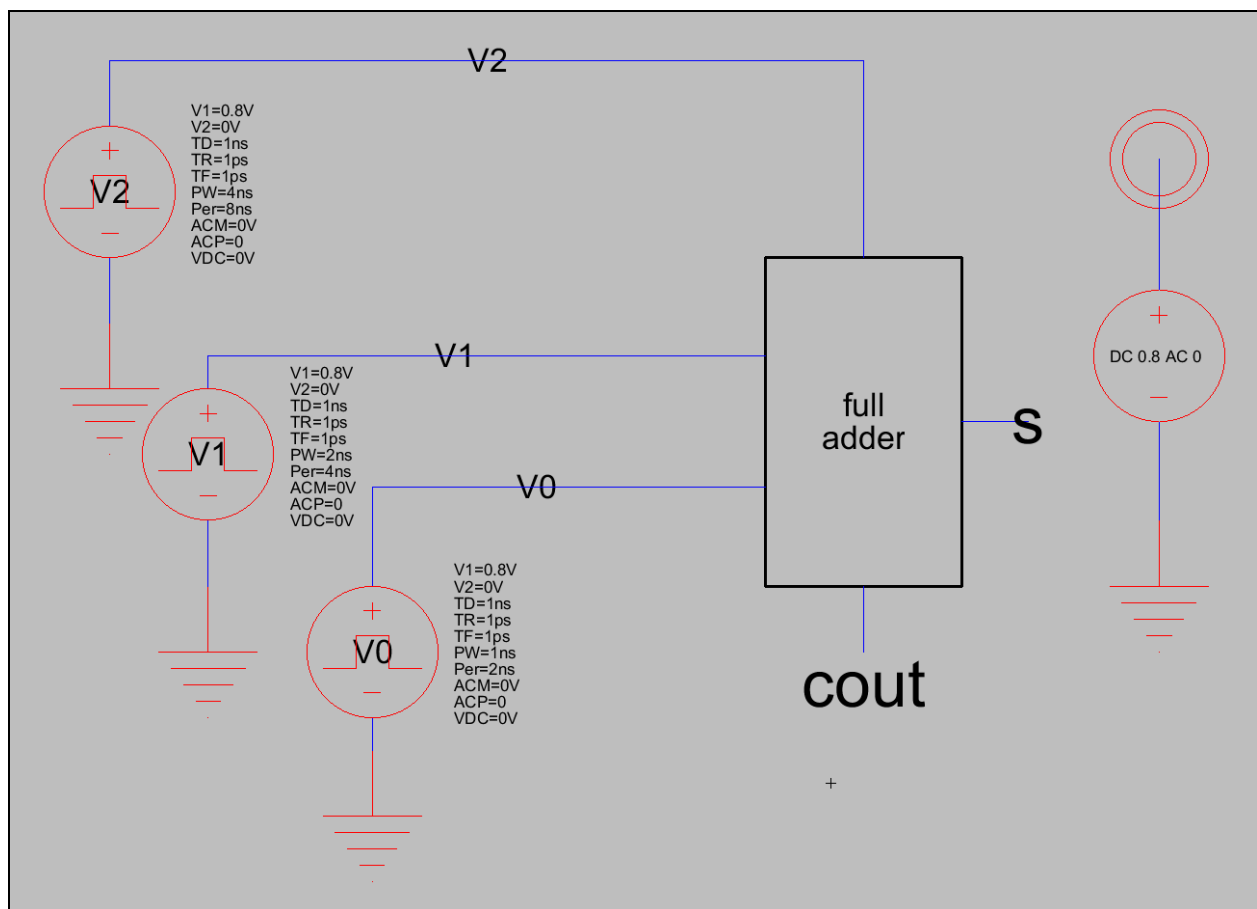 V2
V1=0.8V
V2=0V
TD=1ns
TR=1ps
TF=1ps
PW=4ns
Per=8ns
ACM=0V
ACP=0
VDC=0V
V2
V1
V1=0.8V
V2=0V
TD=1ns
TR=1ps
TF=1ps
PW=2ns
Per=4ns
ACM=0V
ACP=0
VDC=0V
V1
DC 0.8 AC 0
full
adder
s
V0
V1=0.8V
V2=0V
TD=1ns
TR=1ps
TF=1ps
PW=1ns
Per=2ns
ACM=0V
ACP=0
VDC=0V
V0
cout